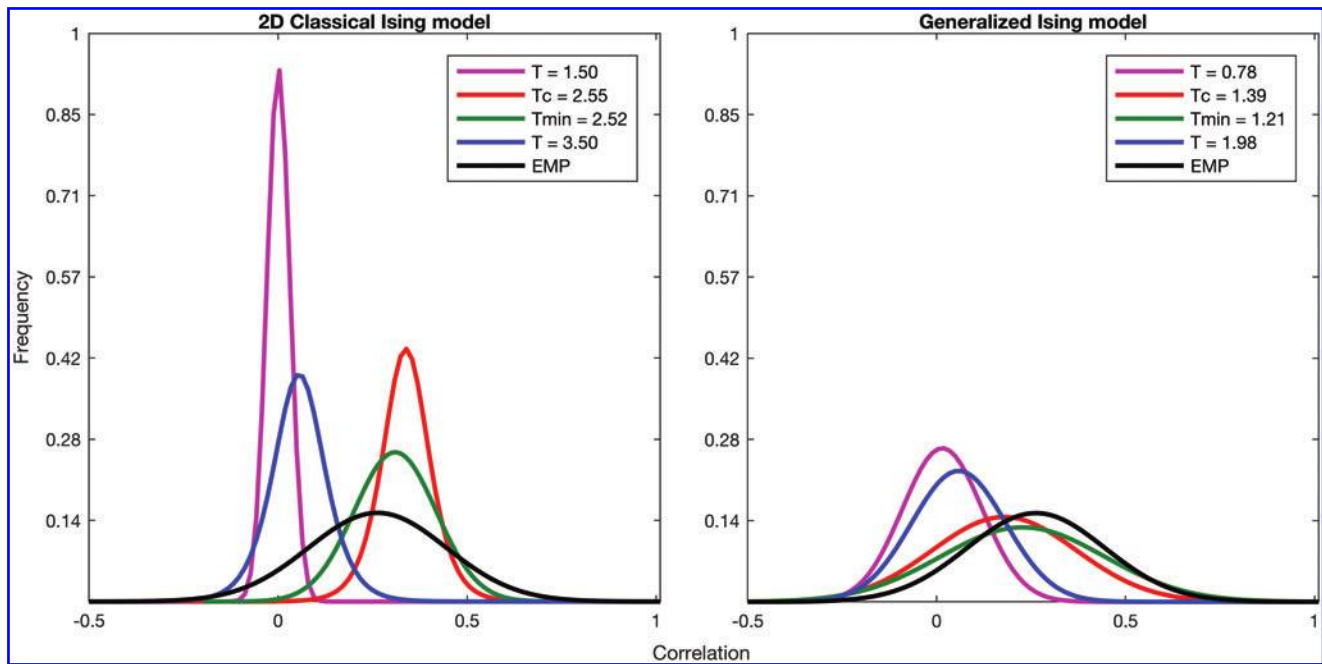 2D Classical Ising model
Generalized Ising model
1
0.85
0.71
0.57
0.42
0.28
0.14
Frequency
T = 1.50
Tc = 2.55
Tmin = 2.52
T = 3.50
EMP
-0.5
0
0.5
1
1
0.85
0.71
0.57
0.42
0.28
0.14
T = 0.78
Tc = 1.39
Tmin = 1.21
T = 1.98
EMP
-0.5
0
0.5
1
Correlation